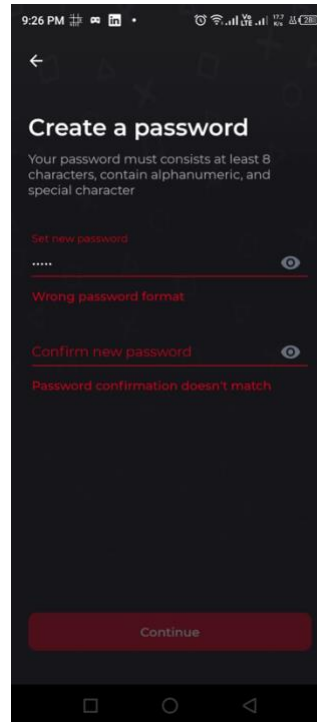 9:26 PM
Create a password
Your password must consists at least 8
characters, contain alphanumeric, and
special character
Set new password
•••••
Wrong password format
Confirm new password
Password confirmation doesn't match
Continue